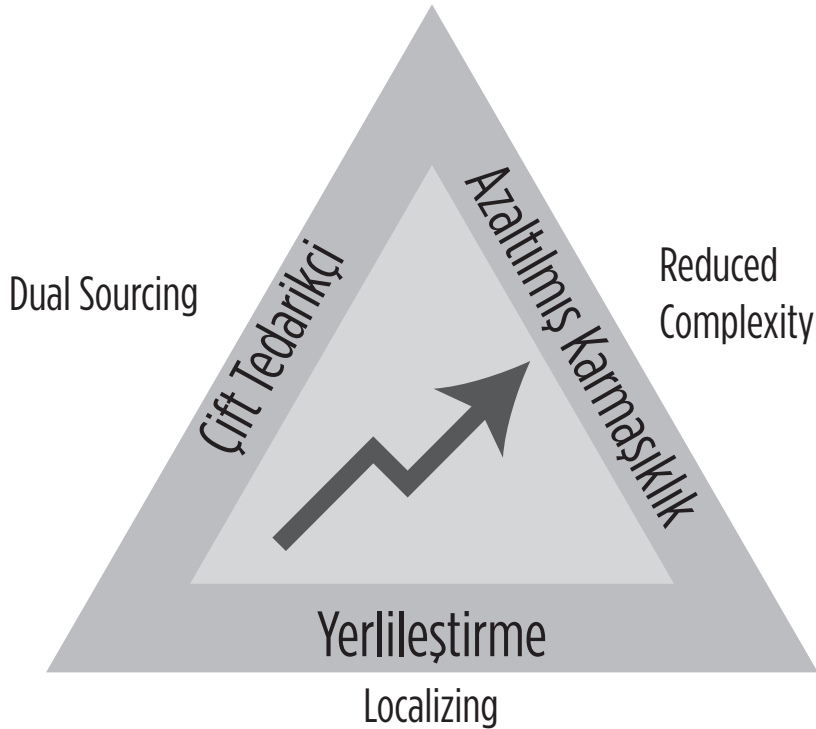 Dual Sourcing
Çift Tedarikçi
Azaltılmış Karmaşıklık
Reduced
Complexity
Yerlileştirme
Localizing